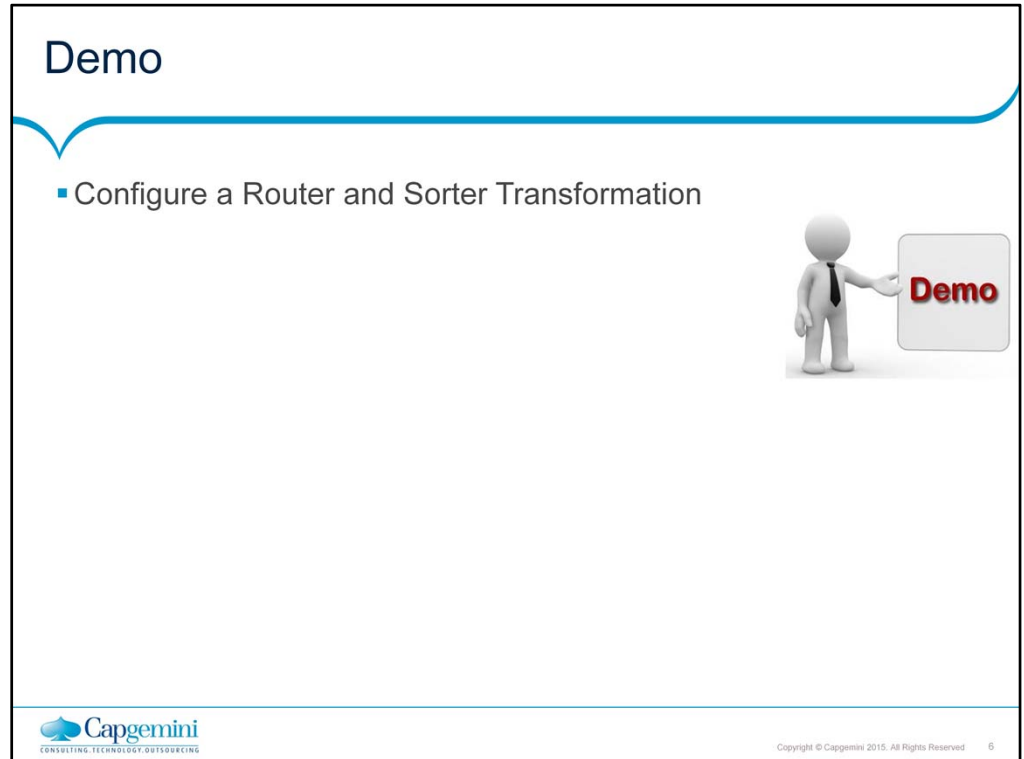 Demo
▪ Configure a Router and Sorter Transformation
Demo
Capgemini
CONSULTING.TECHNOLOGY.OUTSOURCING
Copyright © Capgemini 2015. All Rights Reserved 6